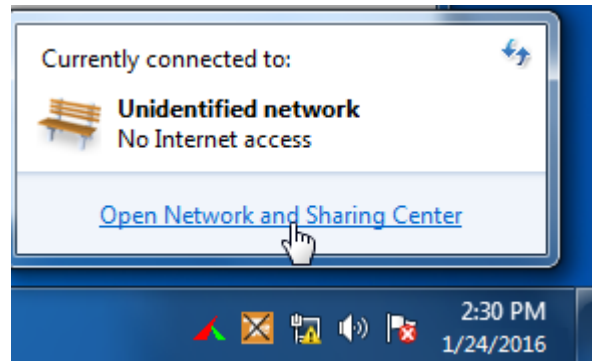 Currently connected to:
Unidentified network
No Internet access
Open Network and Sharing Center
2:30 PM
1/24/2016